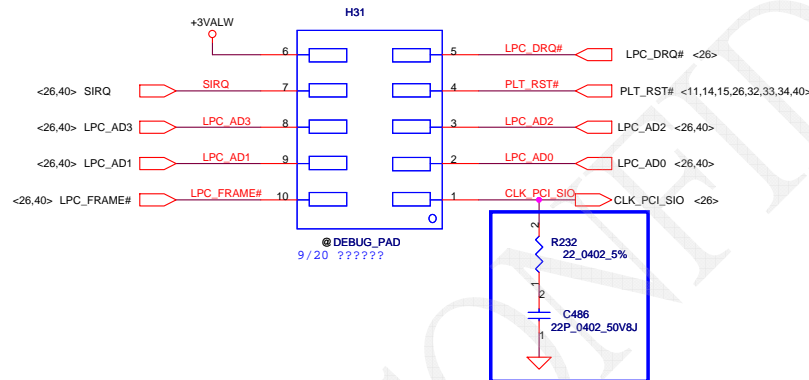 H31
+3VALW
6 5 LPC_DRQ# LPC_DRQ# <26>
<26,40> SIRQ SIRQ 7 4 PLT_RST# PLT_RST# <11,14,15,26,32,33,34,40>
<26,40> LPC_AD3 LPC_AD3 8 3 LPC_AD2 LPC_AD2 <26,40>
<26,40> LPC_AD1 LPC_AD1 9 2 LPC_AD0 LPC_AD0 <26,40>
<26,40> LPC_FRAME# LPC_FRAME# 10 1 CLK_PCI_SIO CLK_PCI_SIO <26>
@ DEBUG_PAD
9/20 ??????
2
R232
22_0402_5%
1
2
C486
22P_0402_50V8J
1